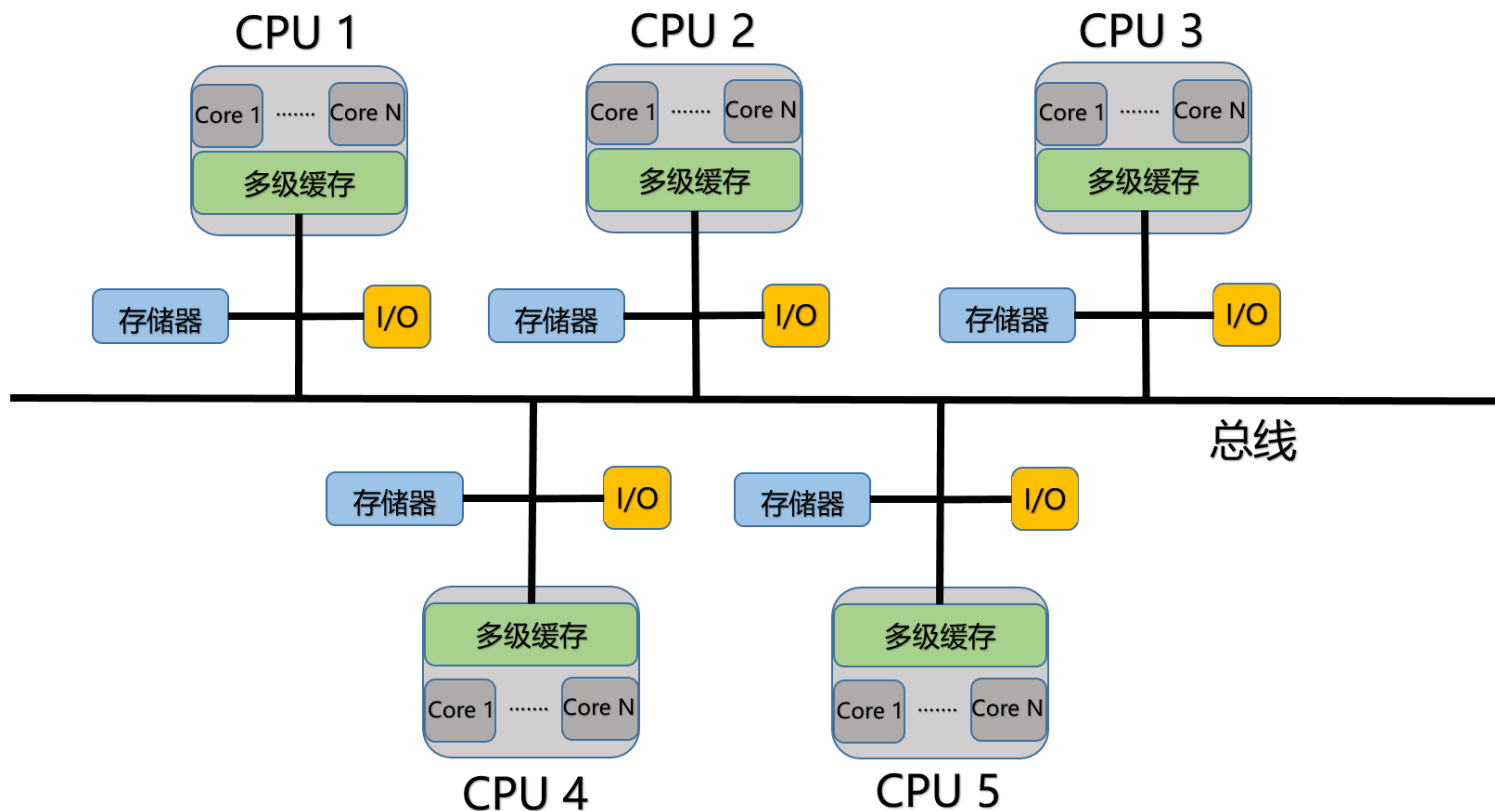 CPU 1
CPU 2
CPU 3
Core 1 ....... Core N
Core 1 ....... Core N
Core 1 ....... Core N
多级缓存
多级缓存
多级缓存
存储器
I/O
存储器
I/O
存储器
I/O
总线
存储器
I/O
存储器
I/O
多级缓存
多级缓存
Core 1 ....... Core N
Core 1 ....... Core N
CPU 4
CPU 5